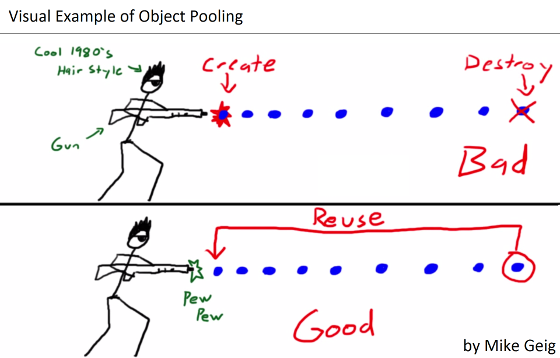 Visual Example of Object Pooling
Cool 1980's
Hair Style
Create
Destroy
Gun
Bad
Reuse
Pew
Pew
Good
by Mike Geig